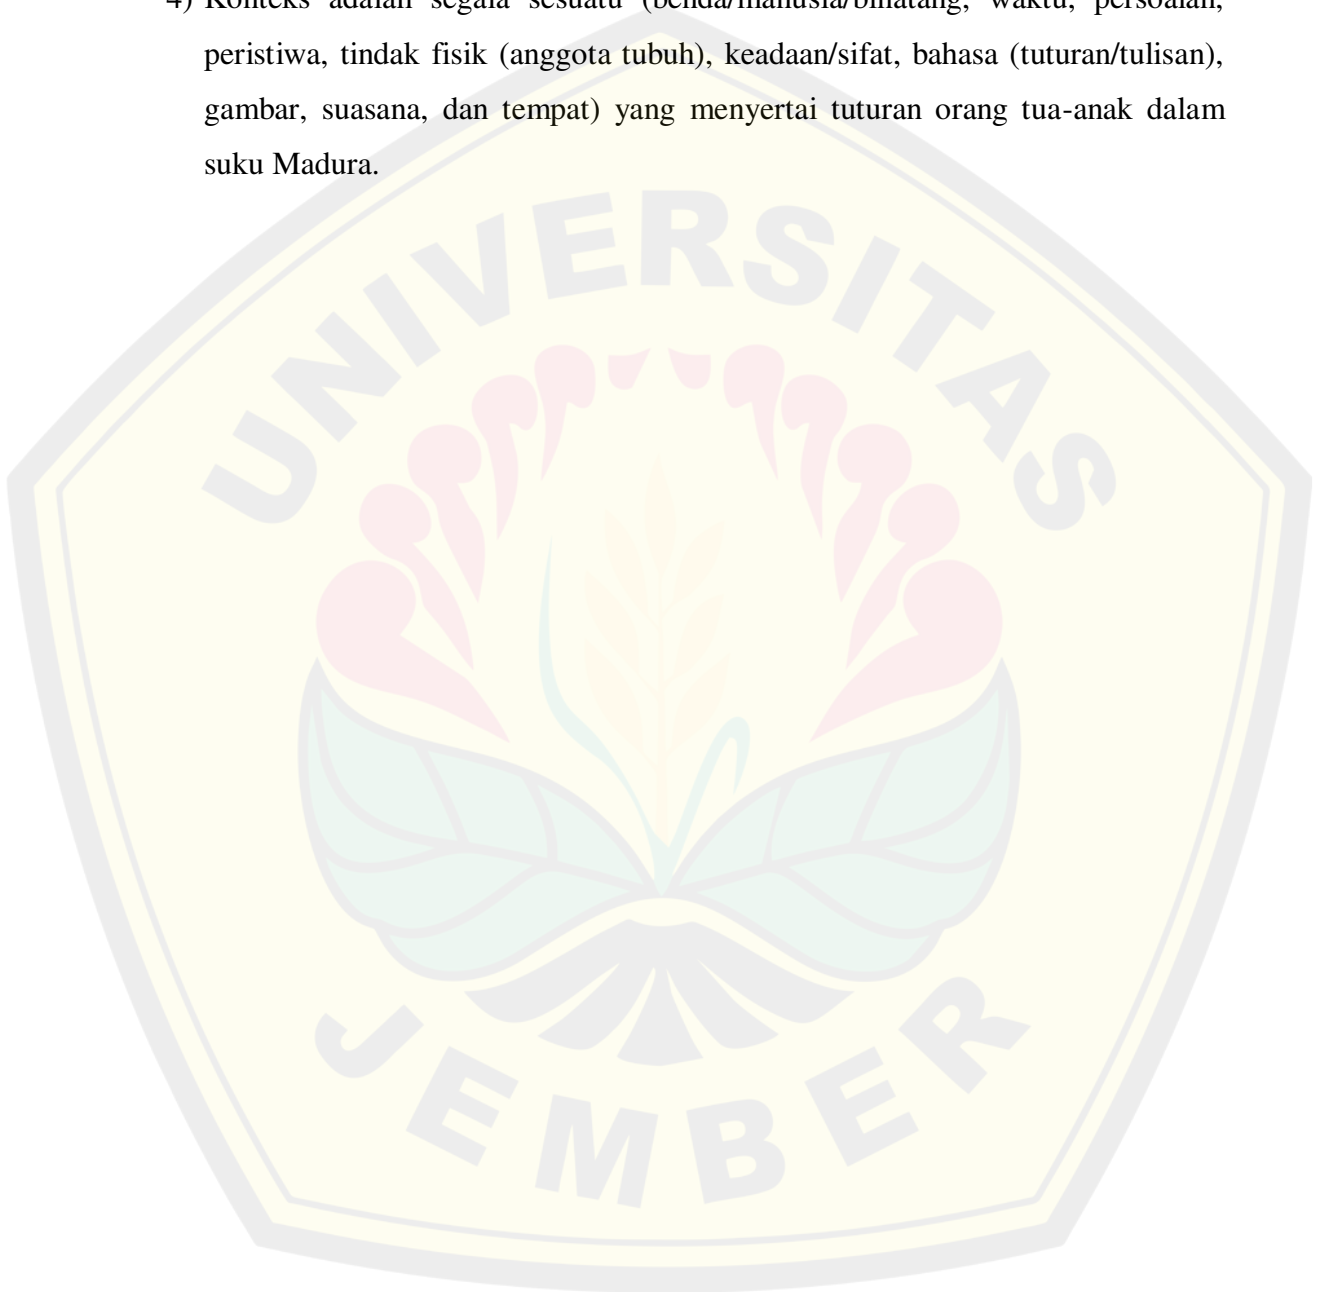 4) Konteks adalah segala sesuatu (benda/manusia/binatang, waktu, persoalan,
peristiwa, tindak fisik (anggota tubuh), keadaan/sifat, bahasa (tuturan/tulisan),
gambar, suasana, dan tempat) yang menyertai tuturan orang tua-anak dalam
suku Madura.
UNIVERSITAS
JEMBER